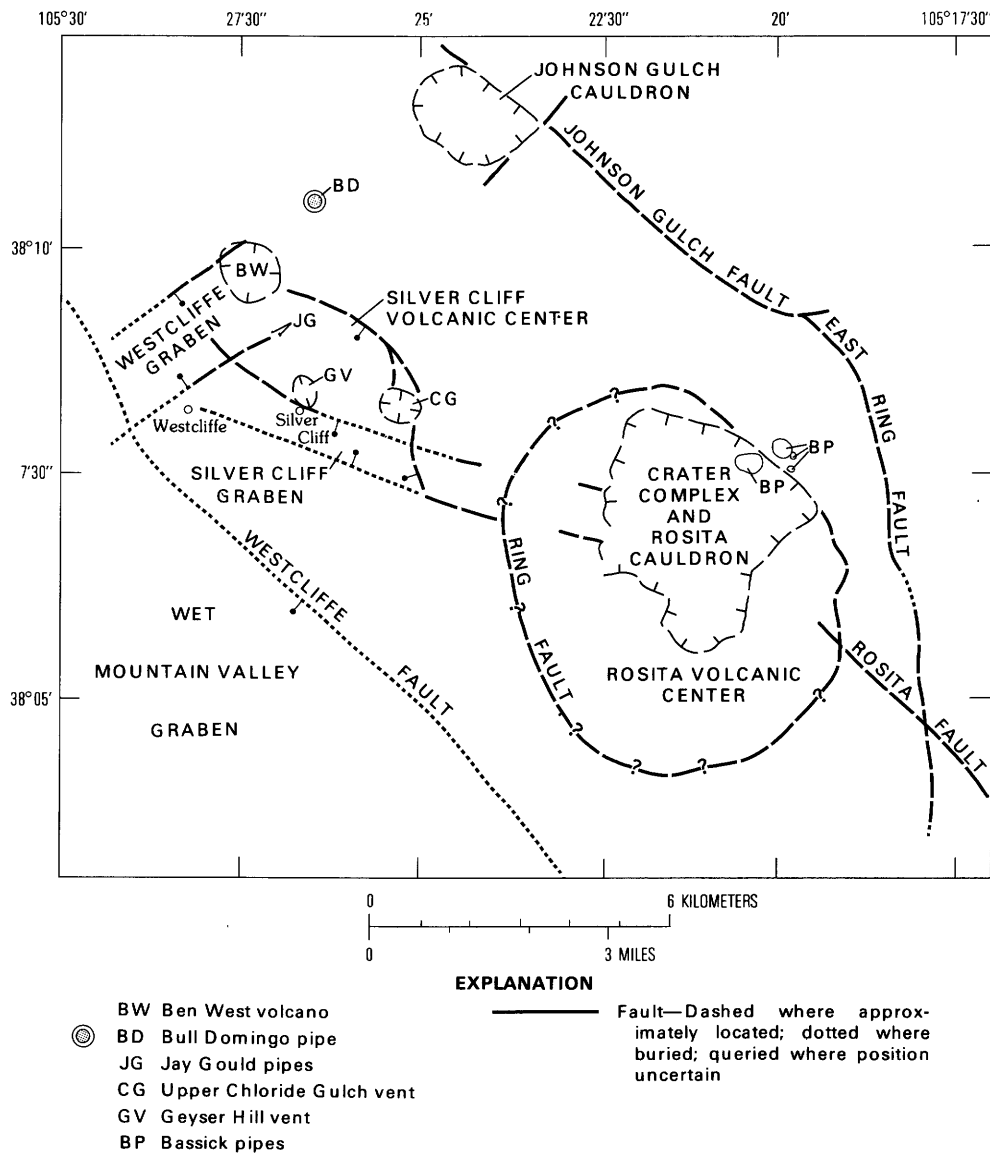 105°30' 27'30" 25' 22'30" 20' 105°17'30"
JOHNSON GULCH
CAULDRON
JOHNSON GULCH FAULT
BD
38°10'
BW
SILVER CLIFF
VOLCANIC CENTER
WESTCLIFFE
GRABEN
JG
EAST RING FAULT
GV
CG
Westcliffe
Silver
Cliff
BP
BP
7'30"
SILVER CLIFF
GRABEN
CRATER
COMPLEX
AND
ROSITA
CAULDRON
? ? ? ? ? ? ? ?
RING FAULT
WESTCLIFFE FAULT
WET
MOUNTAIN VALLEY
GRABEN
ROSITA VOLCANIC
CENTER
ROSITA FAULT
38°05'
0 6 KILOMETERS
0 3 MILES
EXPLANATION
BW Ben West volcano
BD Bull Domingo pipe
JG Jay Gould pipes
CG Upper Chloride Gulch vent
GV Geyser Hill vent
BP Bassick pipes
Fault—Dashed where approx-
imately located; dotted where
buried; queried where position
uncertain